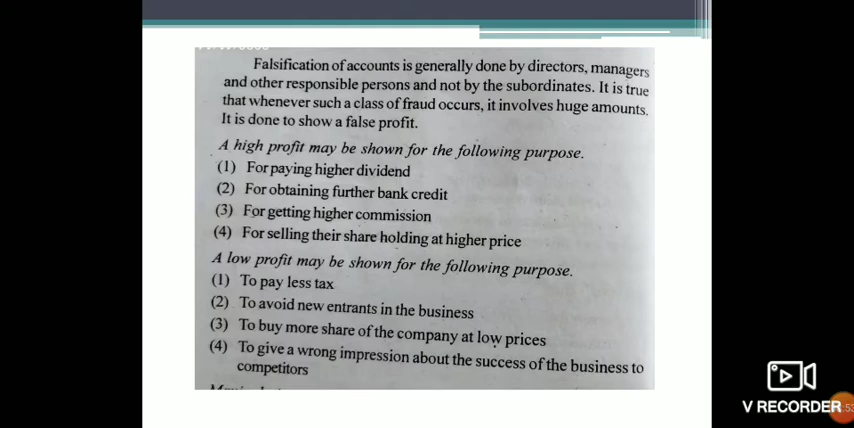 Falsification of accounts is generally done by directors, managers
and other responsible persons and not by the subordinates. It is true
that whenever such a class of fraud occurs, it involves huge amounts.
It is done to show a false profit.
A high profit may be shown for the following purpose.
(1) For paying higher dividend
(2) For obtaining further bank credit
(3) For getting higher commission
(4) For selling their share holding at higher price
A low profit may be shown for the following purpose.
(1) To pay less tax
(2) To avoid new entrants in the business
(3) To buy more share of the company at low prices
(4) To give a wrong impression about the success of the business to
competitors
V RECORDER